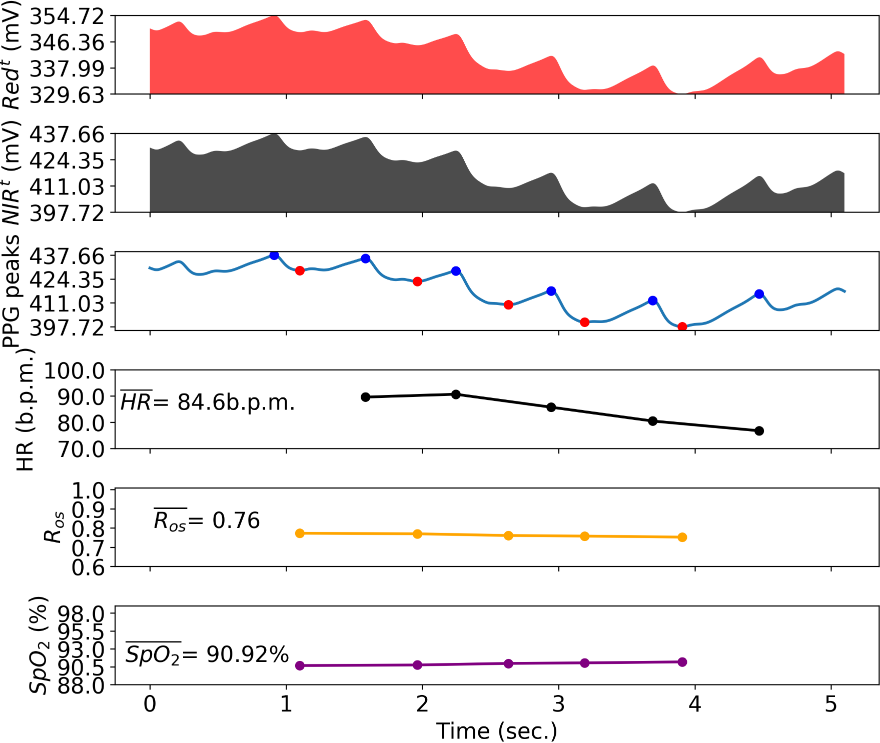 Red^t (mV)
354.72
346.36
337.99
329.63
NIR^t (mV)
437.66
424.35
411.03
397.72
PPG peaks
437.66
424.35
411.03
397.72
HR (b.p.m.)
100.0
90.0
80.0
70.0
HR= 84.6b.p.m.
R_os
1.0
0.9
0.8
0.7
0.6
R_os= 0.76
SpO₂ (%)
98.0
95.5
93.0
90.5
88.0
SpO₂= 90.92%
0 1 2 3 4 5
Time (sec.)